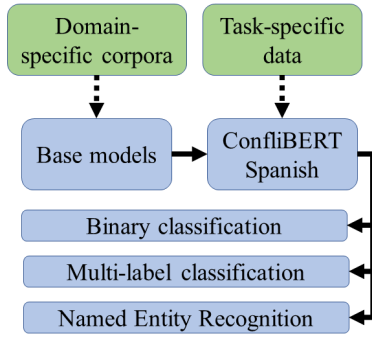 Domain-
specific corpora
Task-specific
data
Base models
ConfliBERT
Spanish
Binary classification
Multi-label classification
Named Entity Recognition